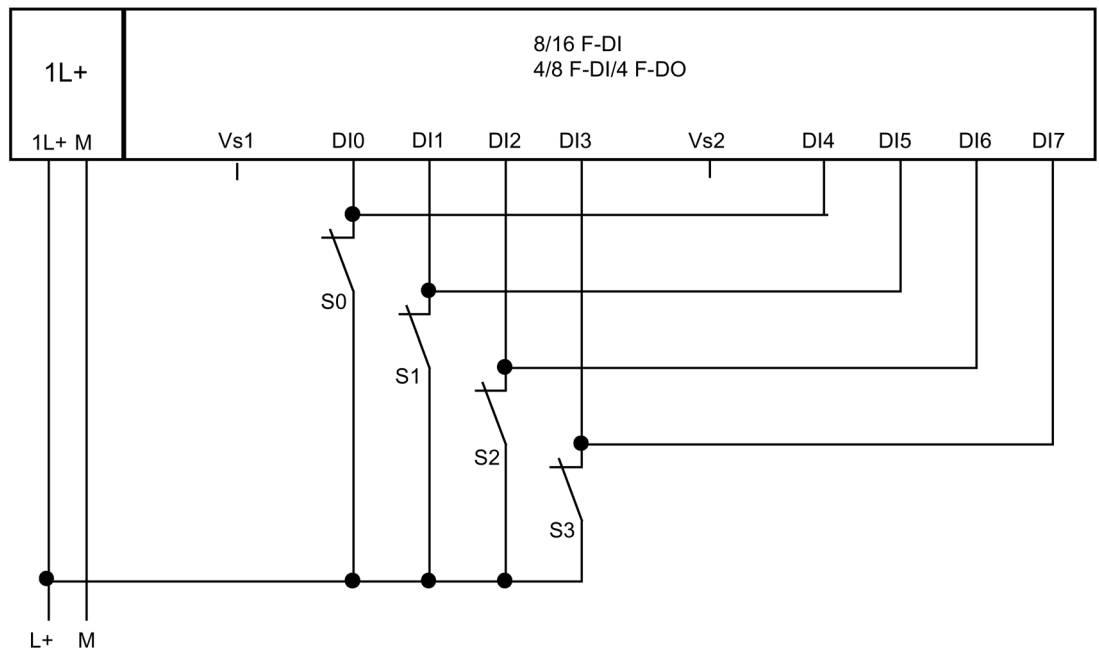 8/16 F-DI
4/8 F-DI/4 F-DO
1L+
1L+ M Vs1 DI0 DI1 DI2 DI3 Vs2 DI4 DI5 DI6 DI7
S0
S1
S2
S3
L+ M